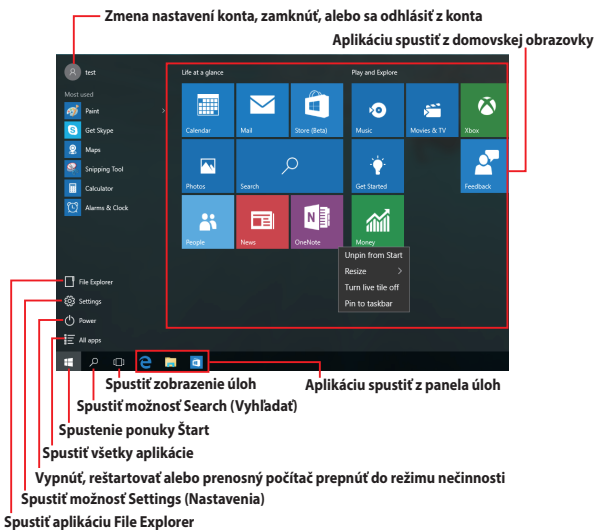 Zmena nastavení konta, zamknúť, alebo sa odhlásiť z konta
Aplikáciu spustiť z domovskej obrazovky
test
Most used
Paint
Get Skype
Maps
Snipping Tool
Calculator
Alarms & Clock
File Explorer
Settings
Power
All apps
Life at a glance
Play and Explore
Calendar
Mail
Store (Beta)
Music
Movies & TV
Xbox
Photos
Search
Get Started
Feedback
People
News
OneNote
Money
Unpin from Start
Resize
Turn live tile off
Pin to taskbar
Spustiť zobrazenie úloh
Aplikáciu spustiť z panela úloh
Spustiť možnosť Search (Vyhľadať)
Spustenie ponuky Štart
Spustiť všetky aplikácie
Vypnúť, reštartovať alebo prenosný počítač prepnúť do režimu nečinnosti
Spustiť možnosť Settings (Nastavenia)
Spustiť aplikáciu File Explorer